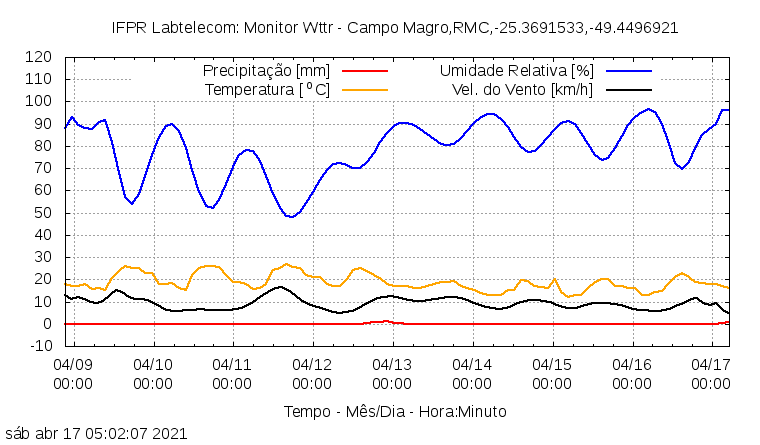 IFPR Labtelecom: Monitor Wttr - Campo Magro,RMC,-25.3691533,-49.4496921
Precipitação [mm]
Temperatura [⁰C]
Umidade Relativa [%]
Vel. do Vento [km/h]
120
110
100
90
80
70
60
50
40
30
20
10
0
-10
04/09 04/10 04/11 04/12 04/13 04/14 04/15 04/16 04/17
00:00 00:00 00:00 00:00 00:00 00:00 00:00 00:00 00:00
Tempo - Mês/Dia - Hora:Minuto
sáb abr 17 05:02:07 2021